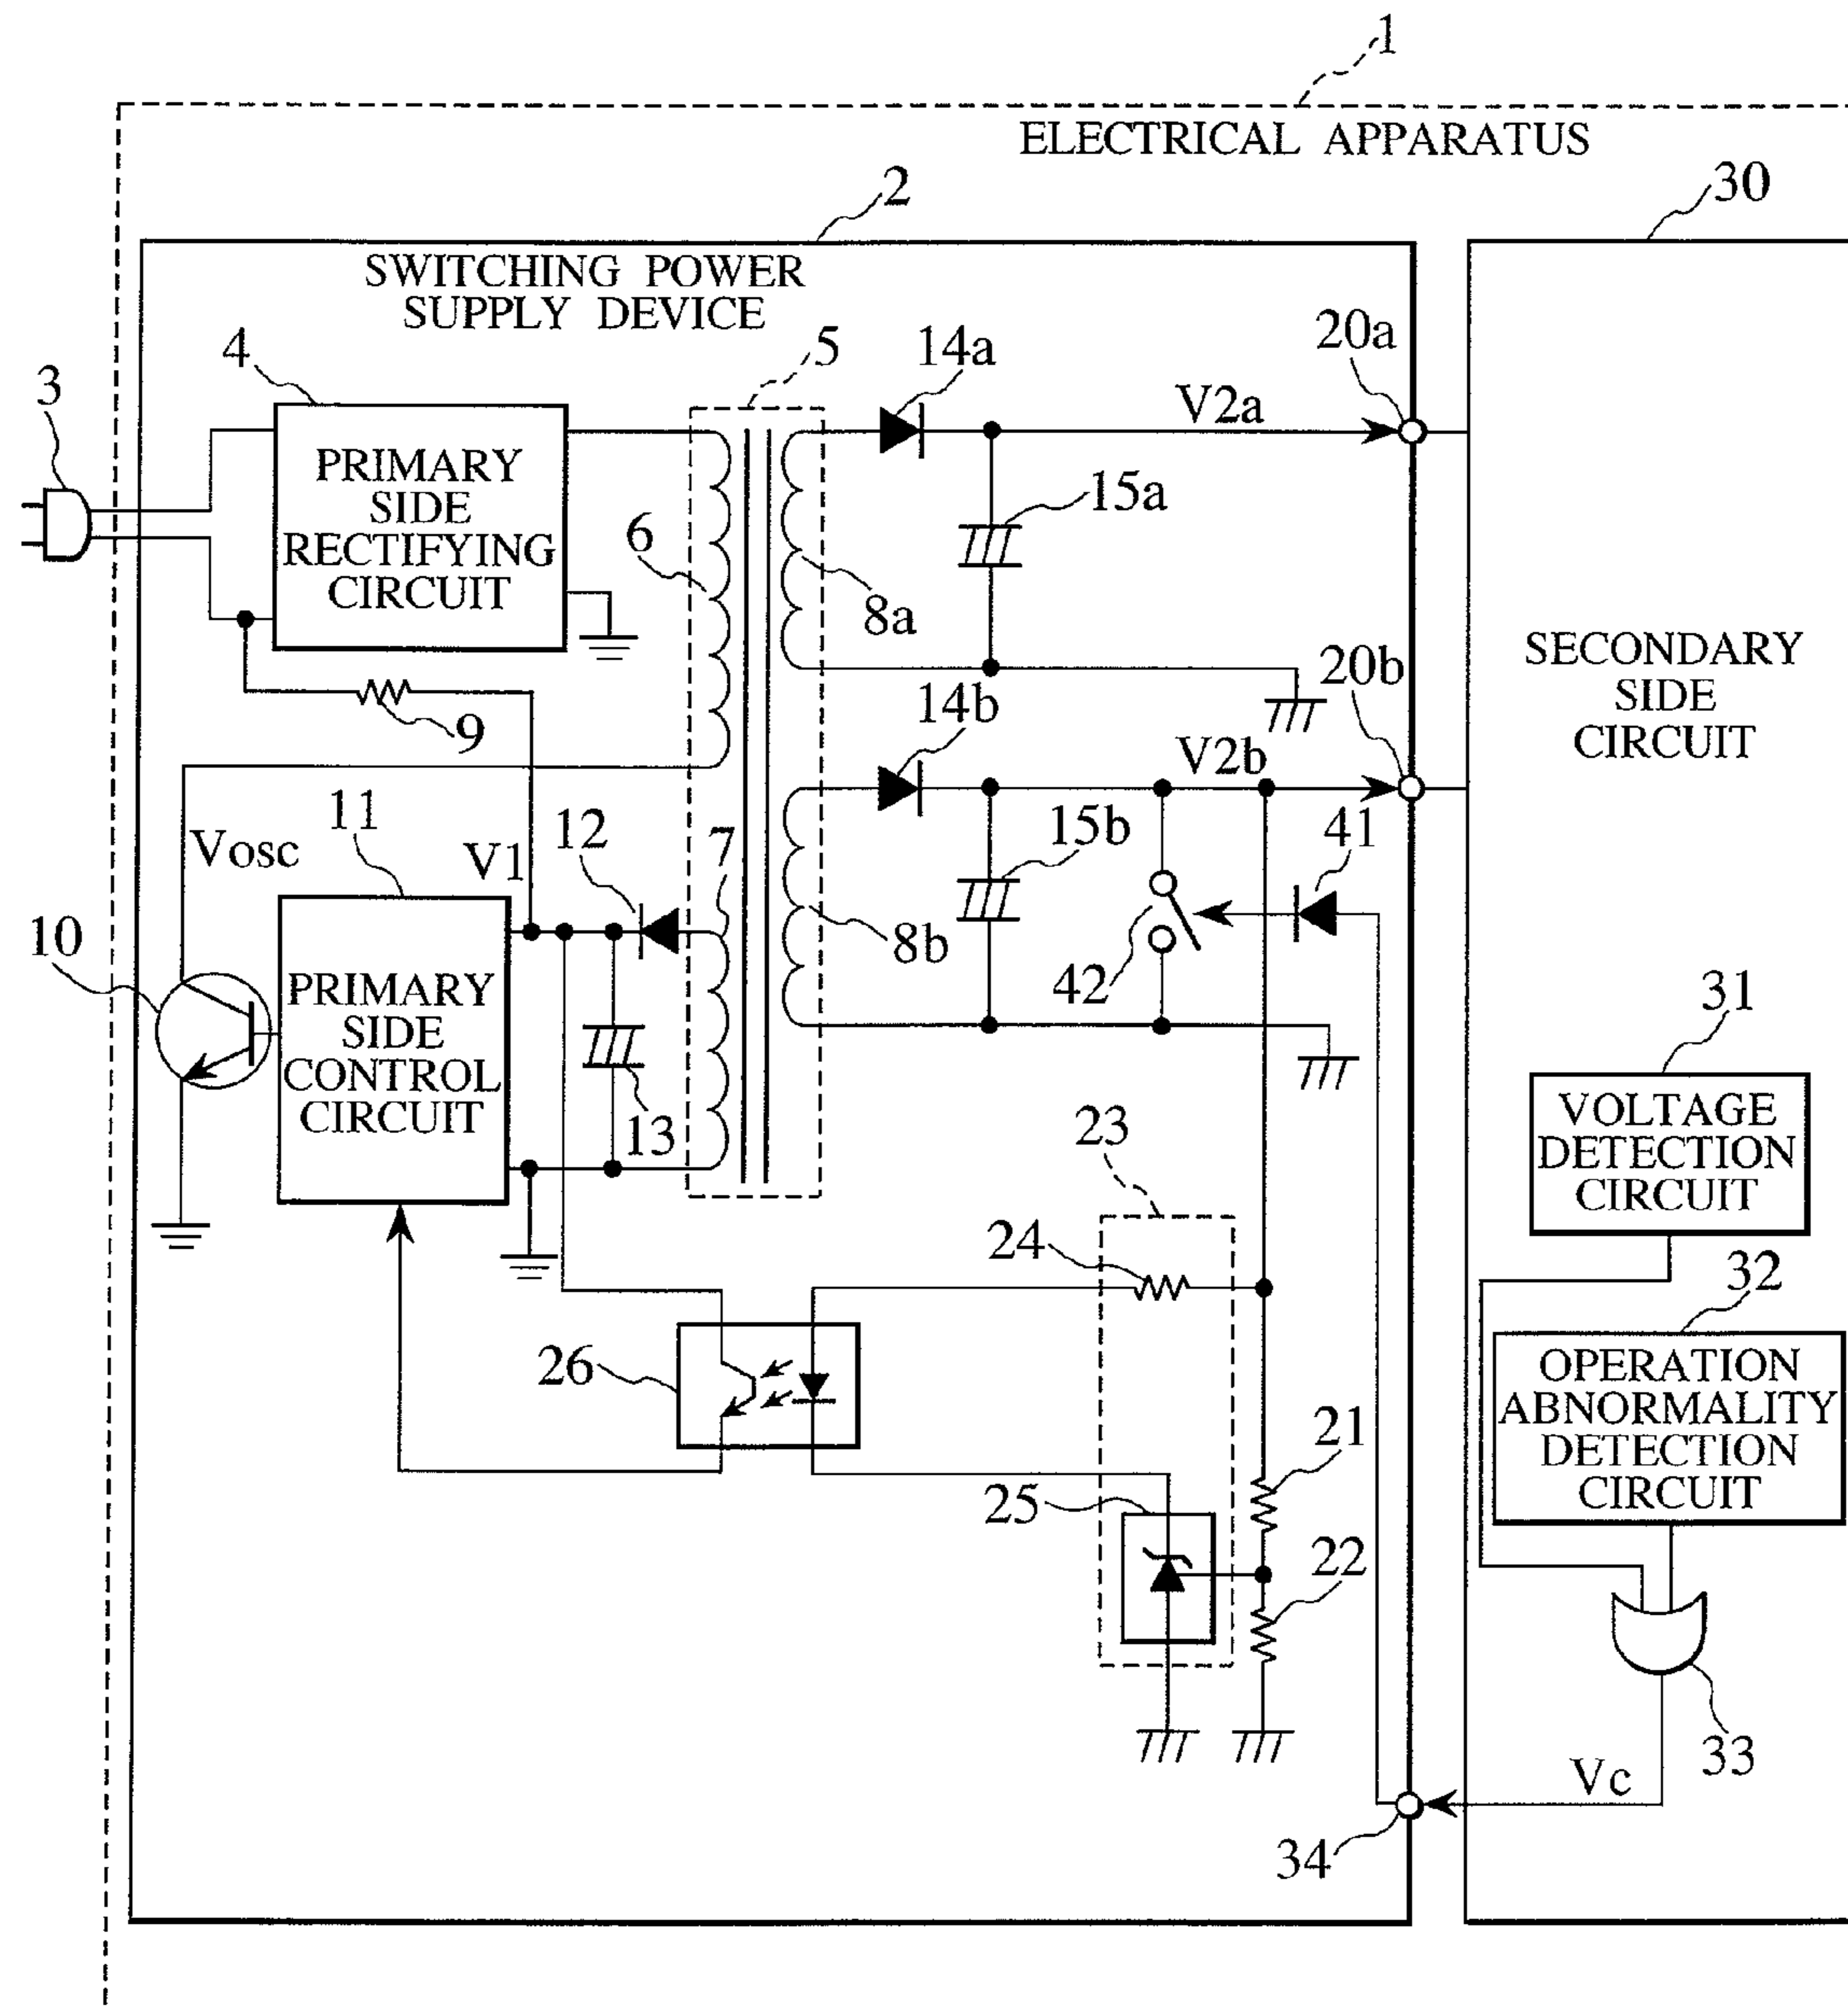 1
ELECTRICAL APPARATUS
2
30
SWITCHING POWER
SUPPLY DEVICE
3
4
5
14a
20a
V2a
PRIMARY
SIDE
RECTIFYING
CIRCUIT
6
15a
8a
SECONDARY
SIDE
CIRCUIT
20b
9
14b
V2b
11
Vosc
V1
12
7
15b
41
10
8b
42
PRIMARY
SIDE
CONTROL
CIRCUIT
13
31
VOLTAGE
DETECTION
CIRCUIT
23
24
32
26
OPERATION
ABNORMALITY
DETECTION
CIRCUIT
21
25
22
33
Vc
34